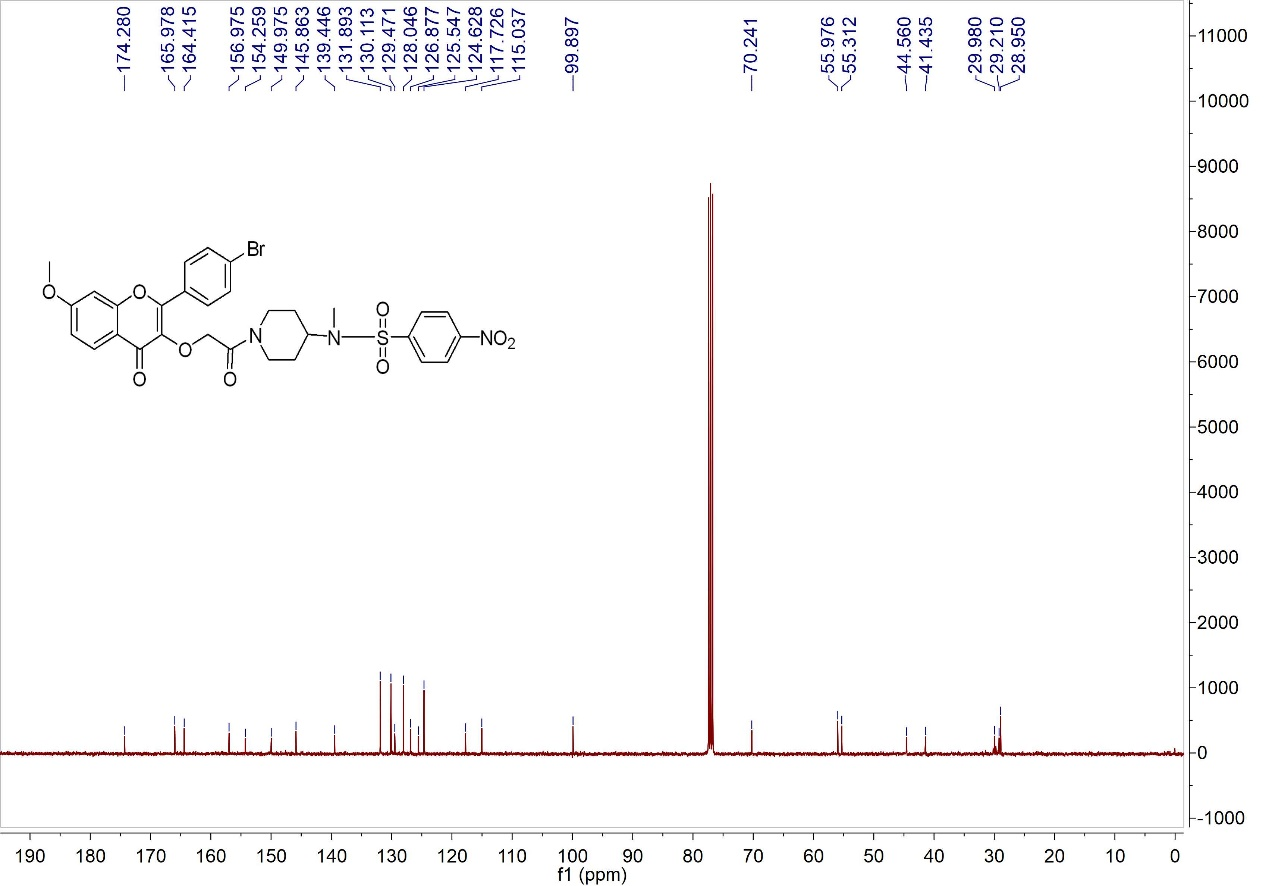 174.280
165.978
164.415
156.975
154.259
149.975
145.863
139.446
131.893
130.113
129.471
128.046
126.877
125.547
124.628
117.726
115.037
99.897
70.241
55.976
55.312
44.560
41.435
29.980
29.210
28.950
11000
10000
9000
8000
7000
6000
5000
4000
3000
2000
1000
0
-1000
Br
O
O
O
O
O
N
N
S
O
O
NO2
190 180 170 160 150 140 130 120 110 100 90 80 70 60 50 40 30 20 10 0
f1 (ppm)